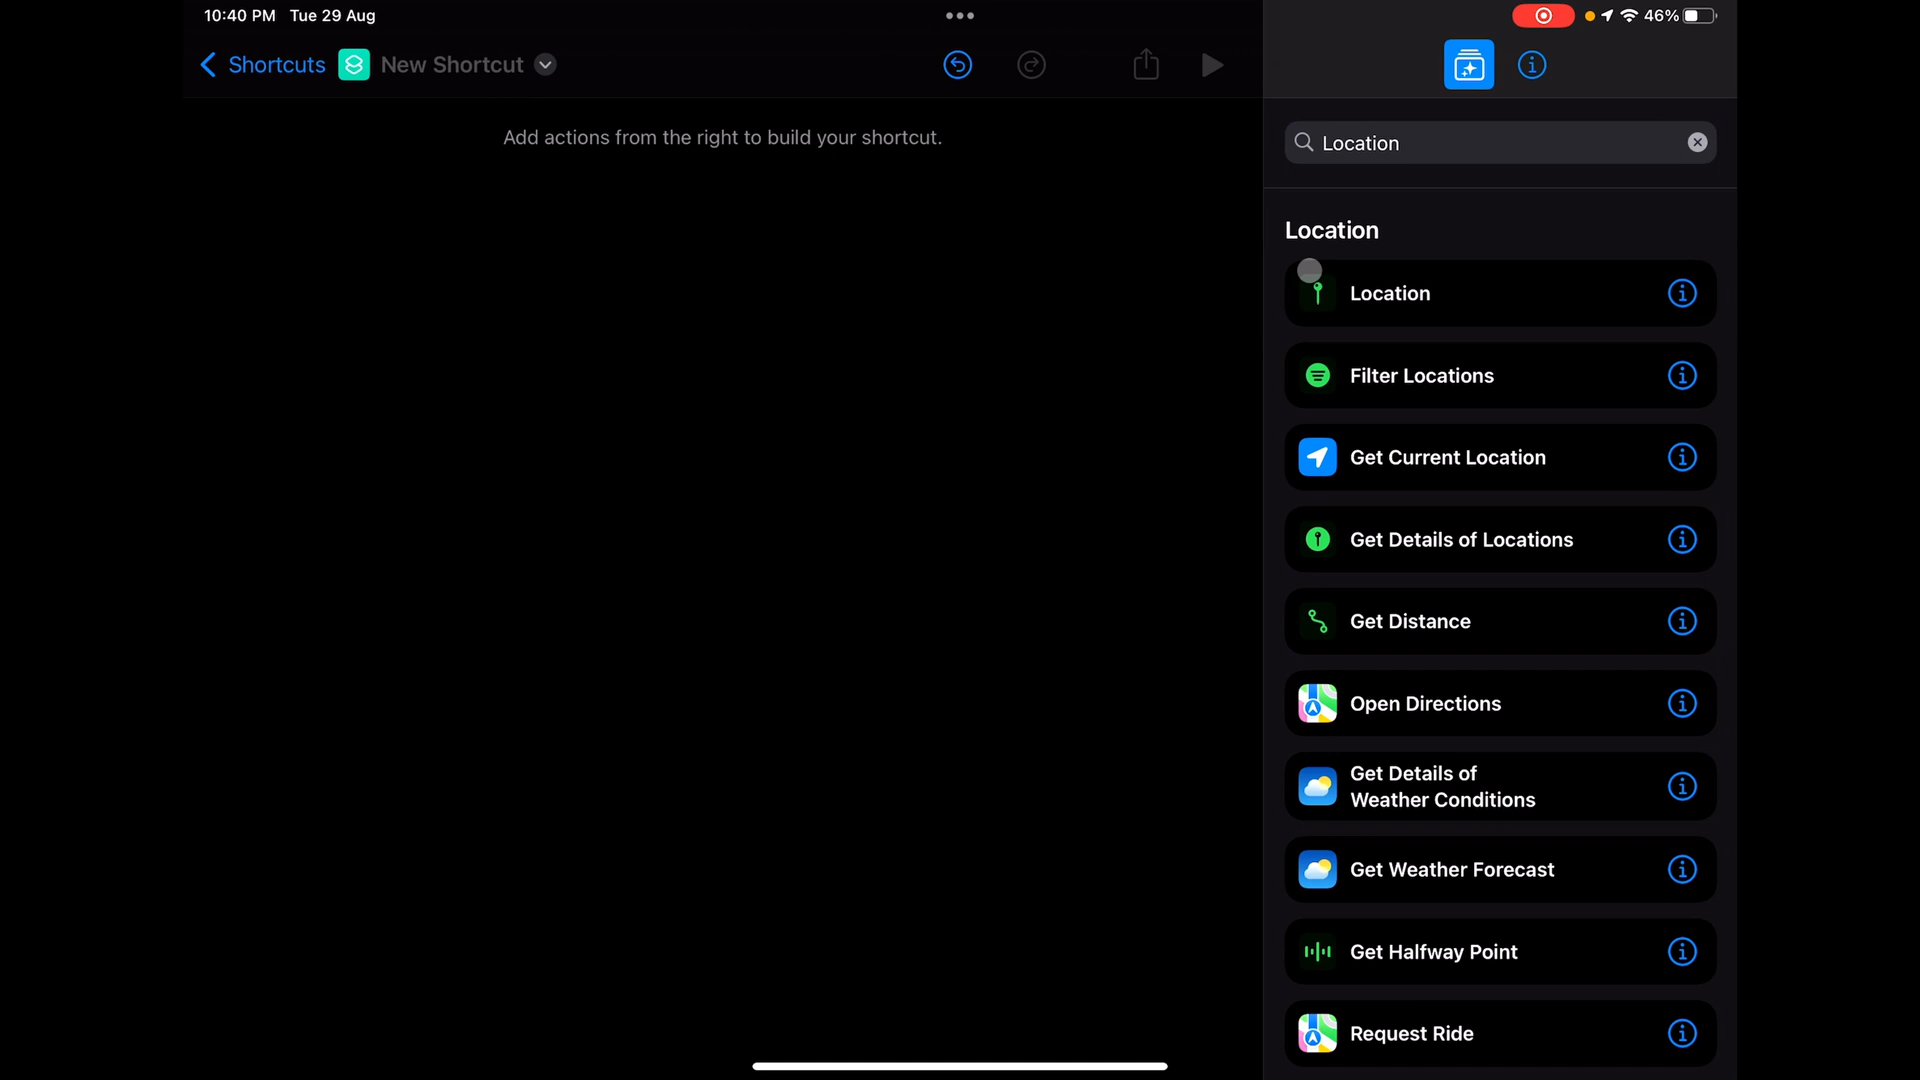 10:40 PM Tue 29 Aug
46%
Shortcuts New Shortcut
Add actions from the right to build your shortcut.
Location
Location
Location
Filter Locations
Get Current Location
Get Details of Locations
Get Distance
Open Directions
Get Details of
Weather Conditions
Get Weather Forecast
Get Halfway Point
Request Ride